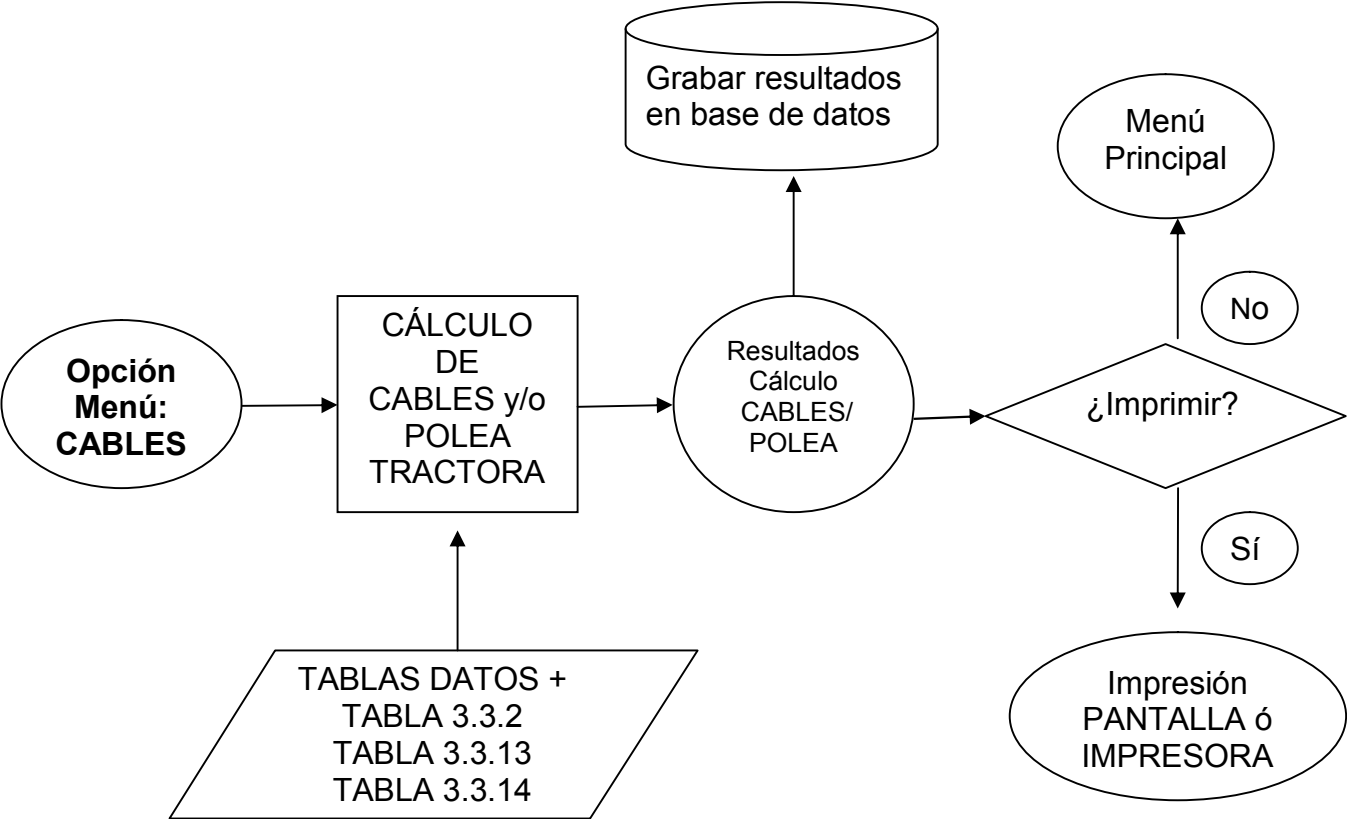 Grabar resultados
en base de datos
Menú
Principal
No
Opción
Menú:
CABLES
CÁLCULO
DE
CABLES y/o
POLEA
TRACTORA
Resultados
Cálculo
CABLES/
POLEA
¿Imprimir?
Sí
TABLAS DATOS +
TABLA 3.3.2
TABLA 3.3.13
TABLA 3.3.14
Impresión
PANTALLA ó
IMPRESORA